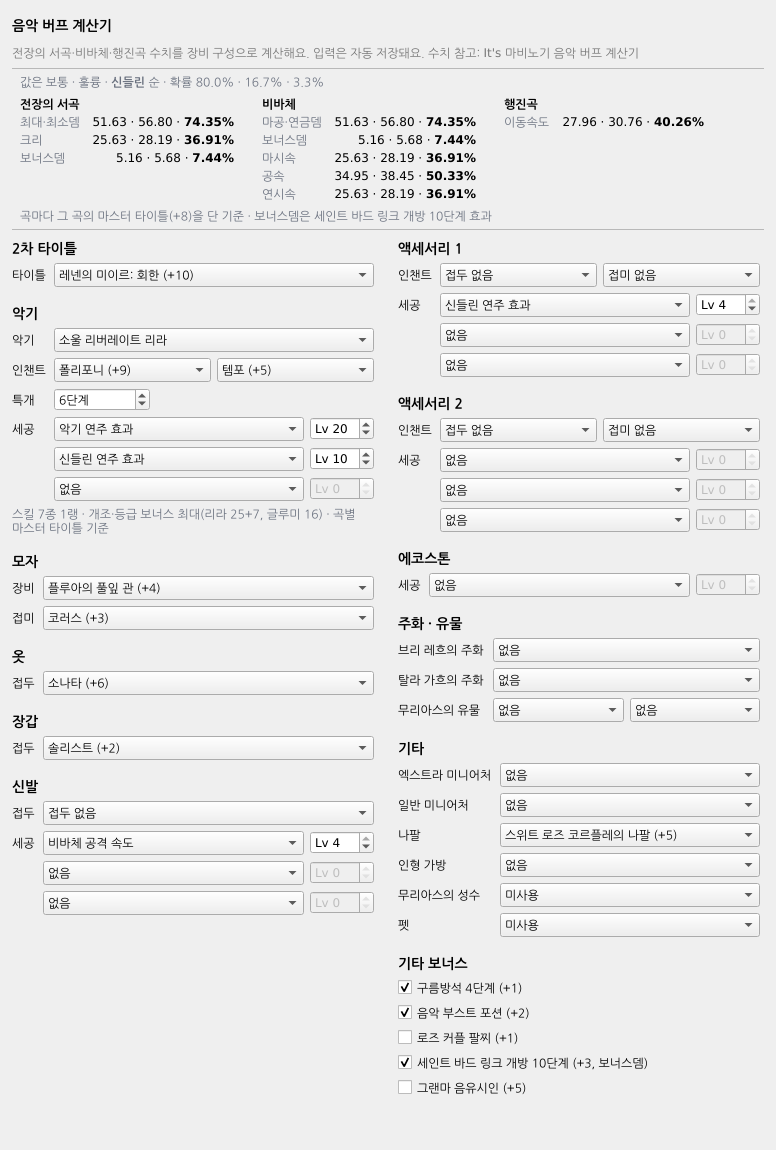 음악 버프 계산기
전장의 서곡·비바체·행진곡 수치를 장비 구성으로 계산해요. 입력은 자동 저장돼요. 수치 참고: It's 마비노기 음악 버프 계산기
값은 보통 · 훌륭 · 신들린 순 · 확률 80.0% · 16.7% · 3.3%
전장의 서곡
최대·최소뎀 51.63 · 56.80 · 74.35%
크리 25.63 · 28.19 · 36.91%
보너스뎀 5.16 · 5.68 · 7.44%
비바체
마공·연금뎀 51.63 · 56.80 · 74.35%
보너스뎀 5.16 · 5.68 · 7.44%
마시속 25.63 · 28.19 · 36.91%
공속 34.95 · 38.45 · 50.33%
연시속 25.63 · 28.19 · 36.91%
행진곡
이동속도 27.96 · 30.76 · 40.26%
곡마다 그 곡의 마스터 타이틀(+8)을 단 기준 · 보너스뎀은 세인트 바드 링크 개방 10단계 효과
2차 타이틀
타이틀 레넨의 미이르: 회한 (+10)
악기
악기 소울 리버레이트 리라
인챈트 폴리포니 (+9) 템포 (+5)
특개 6단계
세공 악기 연주 효과 Lv 20
신들린 연주 효과 Lv 10
없음 Lv 0
스킬 7종 1랭 · 개조·등급 보너스 최대(리라 25+7, 글루미 16) · 곡별
마스터 타이틀 기준
모자
장비 플루아의 풀잎 관 (+4)
접미 코러스 (+3)
옷
접두 소나타 (+6)
장갑
접두 솔리스트 (+2)
신발
접두 접두 없음
세공 비바체 공격 속도 Lv 4
없음 Lv 0
없음 Lv 0
액세서리 1
인챈트 접두 없음 접미 없음
세공 신들린 연주 효과 Lv 4
없음 Lv 0
없음 Lv 0
액세서리 2
인챈트 접두 없음 접미 없음
세공 없음 Lv 0
없음 Lv 0
없음 Lv 0
에코스톤
세공 없음 Lv 0
주화 · 유물
브리 레흐의 주화 없음
탈라 가흐의 주화 없음
무리아스의 유물 없음 없음
기타
엑스트라 미니어처 없음
일반 미니어처 없음
나팔 스위트 로즈 코르플레의 나팔 (+5)
인형 가방 없음
무리아스의 성수 미사용
펫 미사용
기타 보너스
구름방석 4단계 (+1)
음악 부스트 포션 (+2)
로즈 커플 팔찌 (+1)
세인트 바드 링크 개방 10단계 (+3, 보너스뎀)
그랜마 음유시인 (+5)